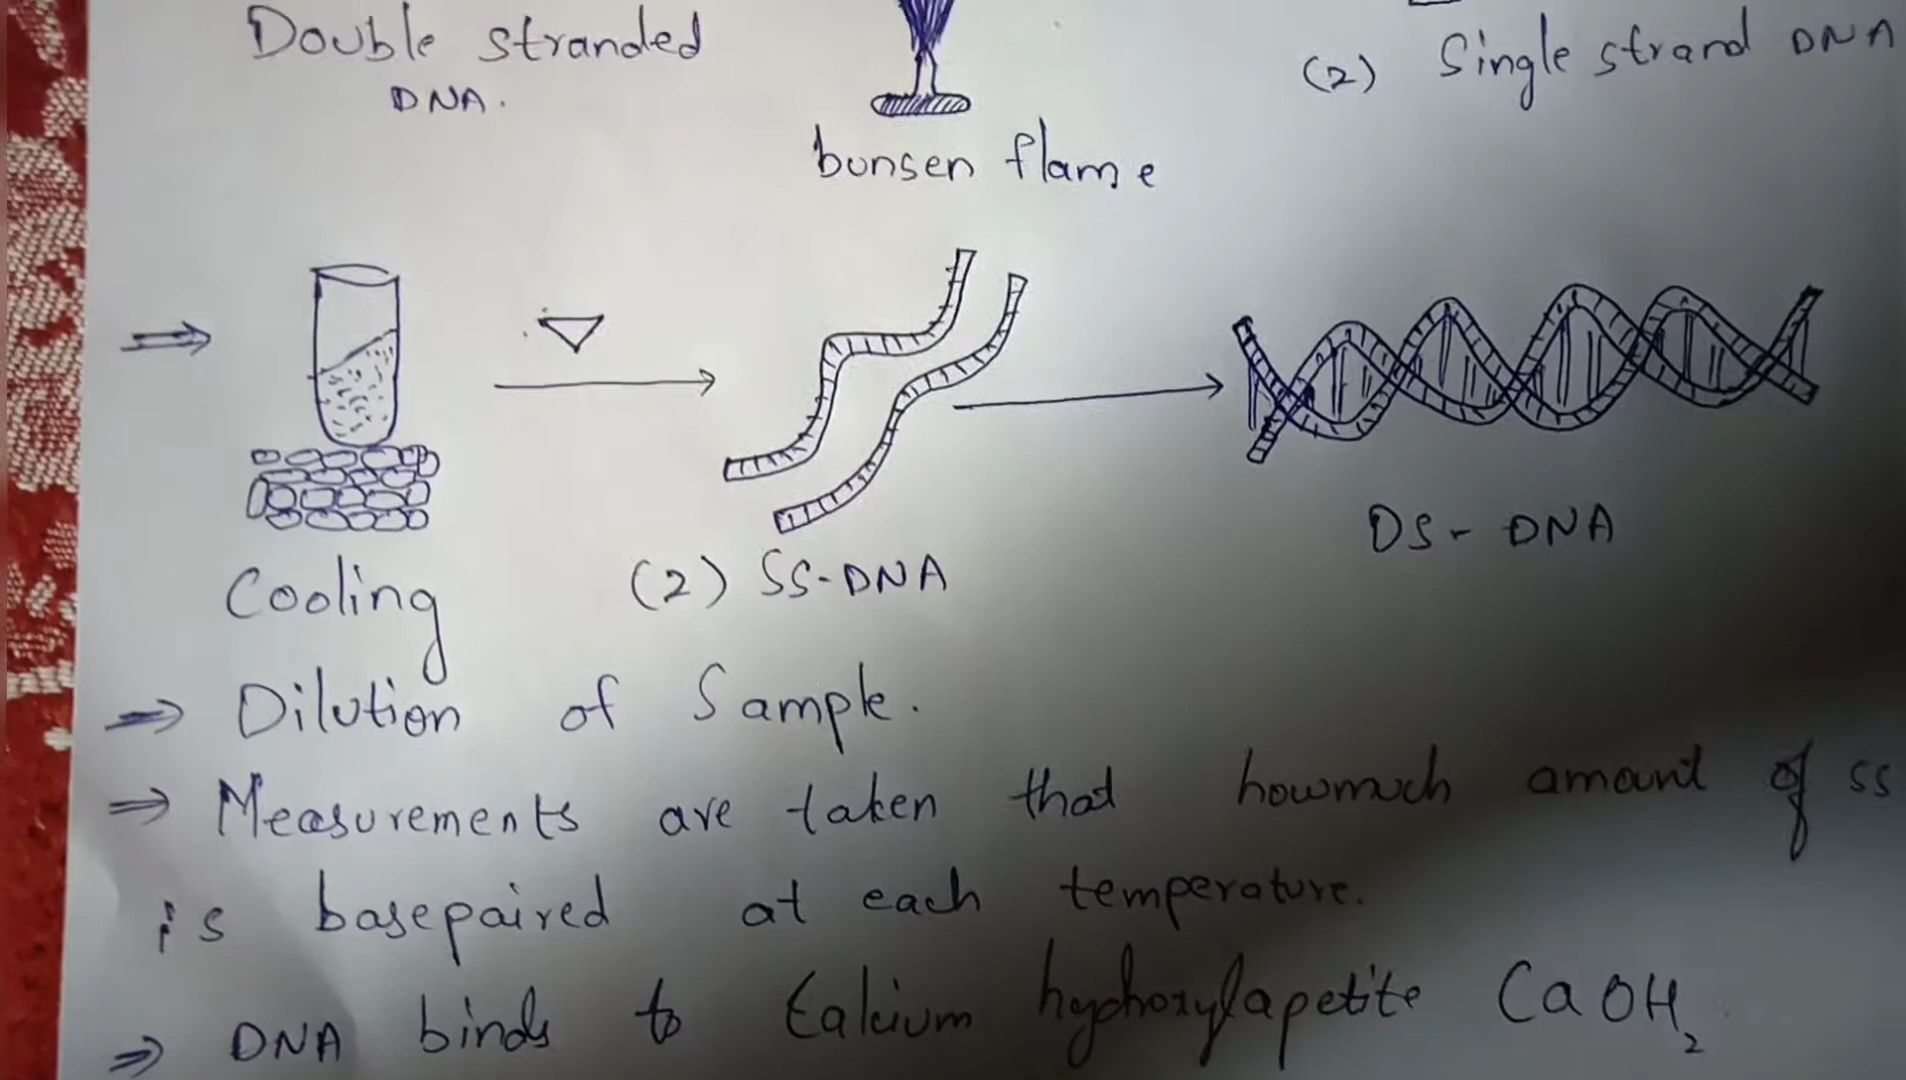 Double stranded
DNA.
bunsen flame
(2) Single strand DNA
Cooling
(2) SS-DNA
DS- DNA
⇒ Dilution of Sample.
⇒ Measurements are taken that howmuch amount of ss
is basepaired at each temperature.
⇒ DNA binds to Calcium hydroxylapetite CaOH₂